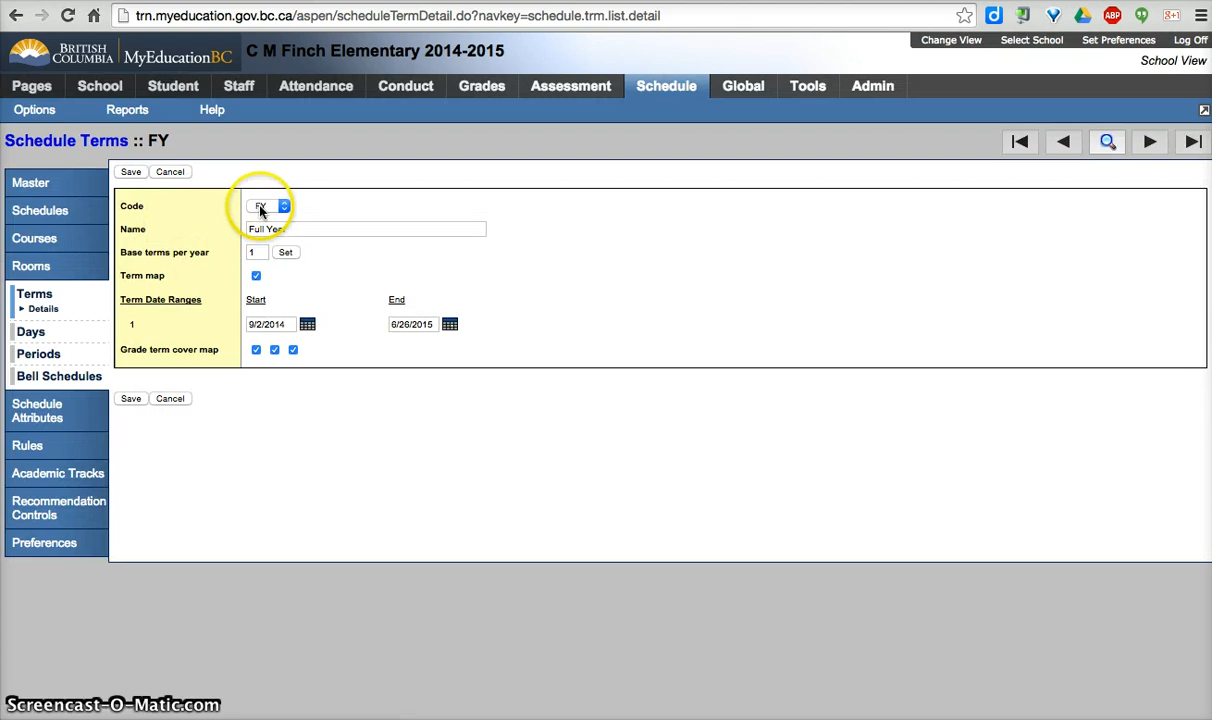 trn.myeducation.gov.bc.ca/aspen/scheduleTermDetail.do?navkey=schedule.trm.list.detail
BRITISH COLUMBIA
MyEducationBC
C M Finch Elementary 2014-2015
Change View Select School Set Preferences Log Off
School View
Pages School Student Staff Attendance Conduct Grades Assessment Schedule Global Tools Admin
Options Reports Help
Schedule Terms :: FY
Master
Schedules
Courses
Rooms
Terms
Details
Days
Periods
Bell Schedules
Schedule Attributes
Rules
Academic Tracks
Recommendation Controls
Preferences
Save Cancel
Code FY
Name Full Year
Base terms per year 1 Set
Term map
Term Date Ranges Start End
1 9/2/2014 6/26/2015
Grade term cover map
Save Cancel
ABP
g+1
Screencast-O-Matic.com